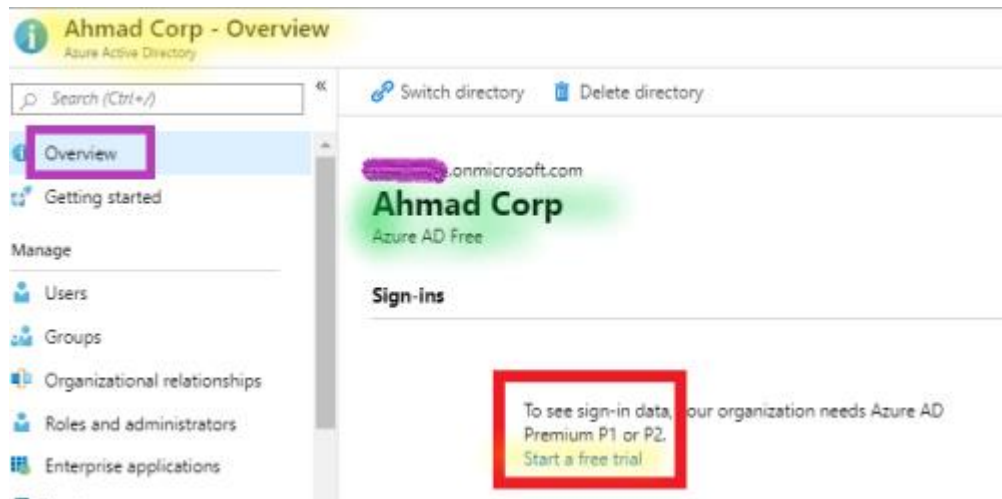 Ahmad Corp - Overview
Azure Active Directory
Search (Ctrl+/)
«
Overview
Getting started
Manage
Users
Groups
Organizational relationships
Roles and administrators
Enterprise applications
Switch directory Delete directory
.onmicrosoft.com
Ahmad Corp
Azure AD Free
Sign-ins
To see sign-in data, our organization needs Azure AD
Premium P1 or P2.
Start a free trial